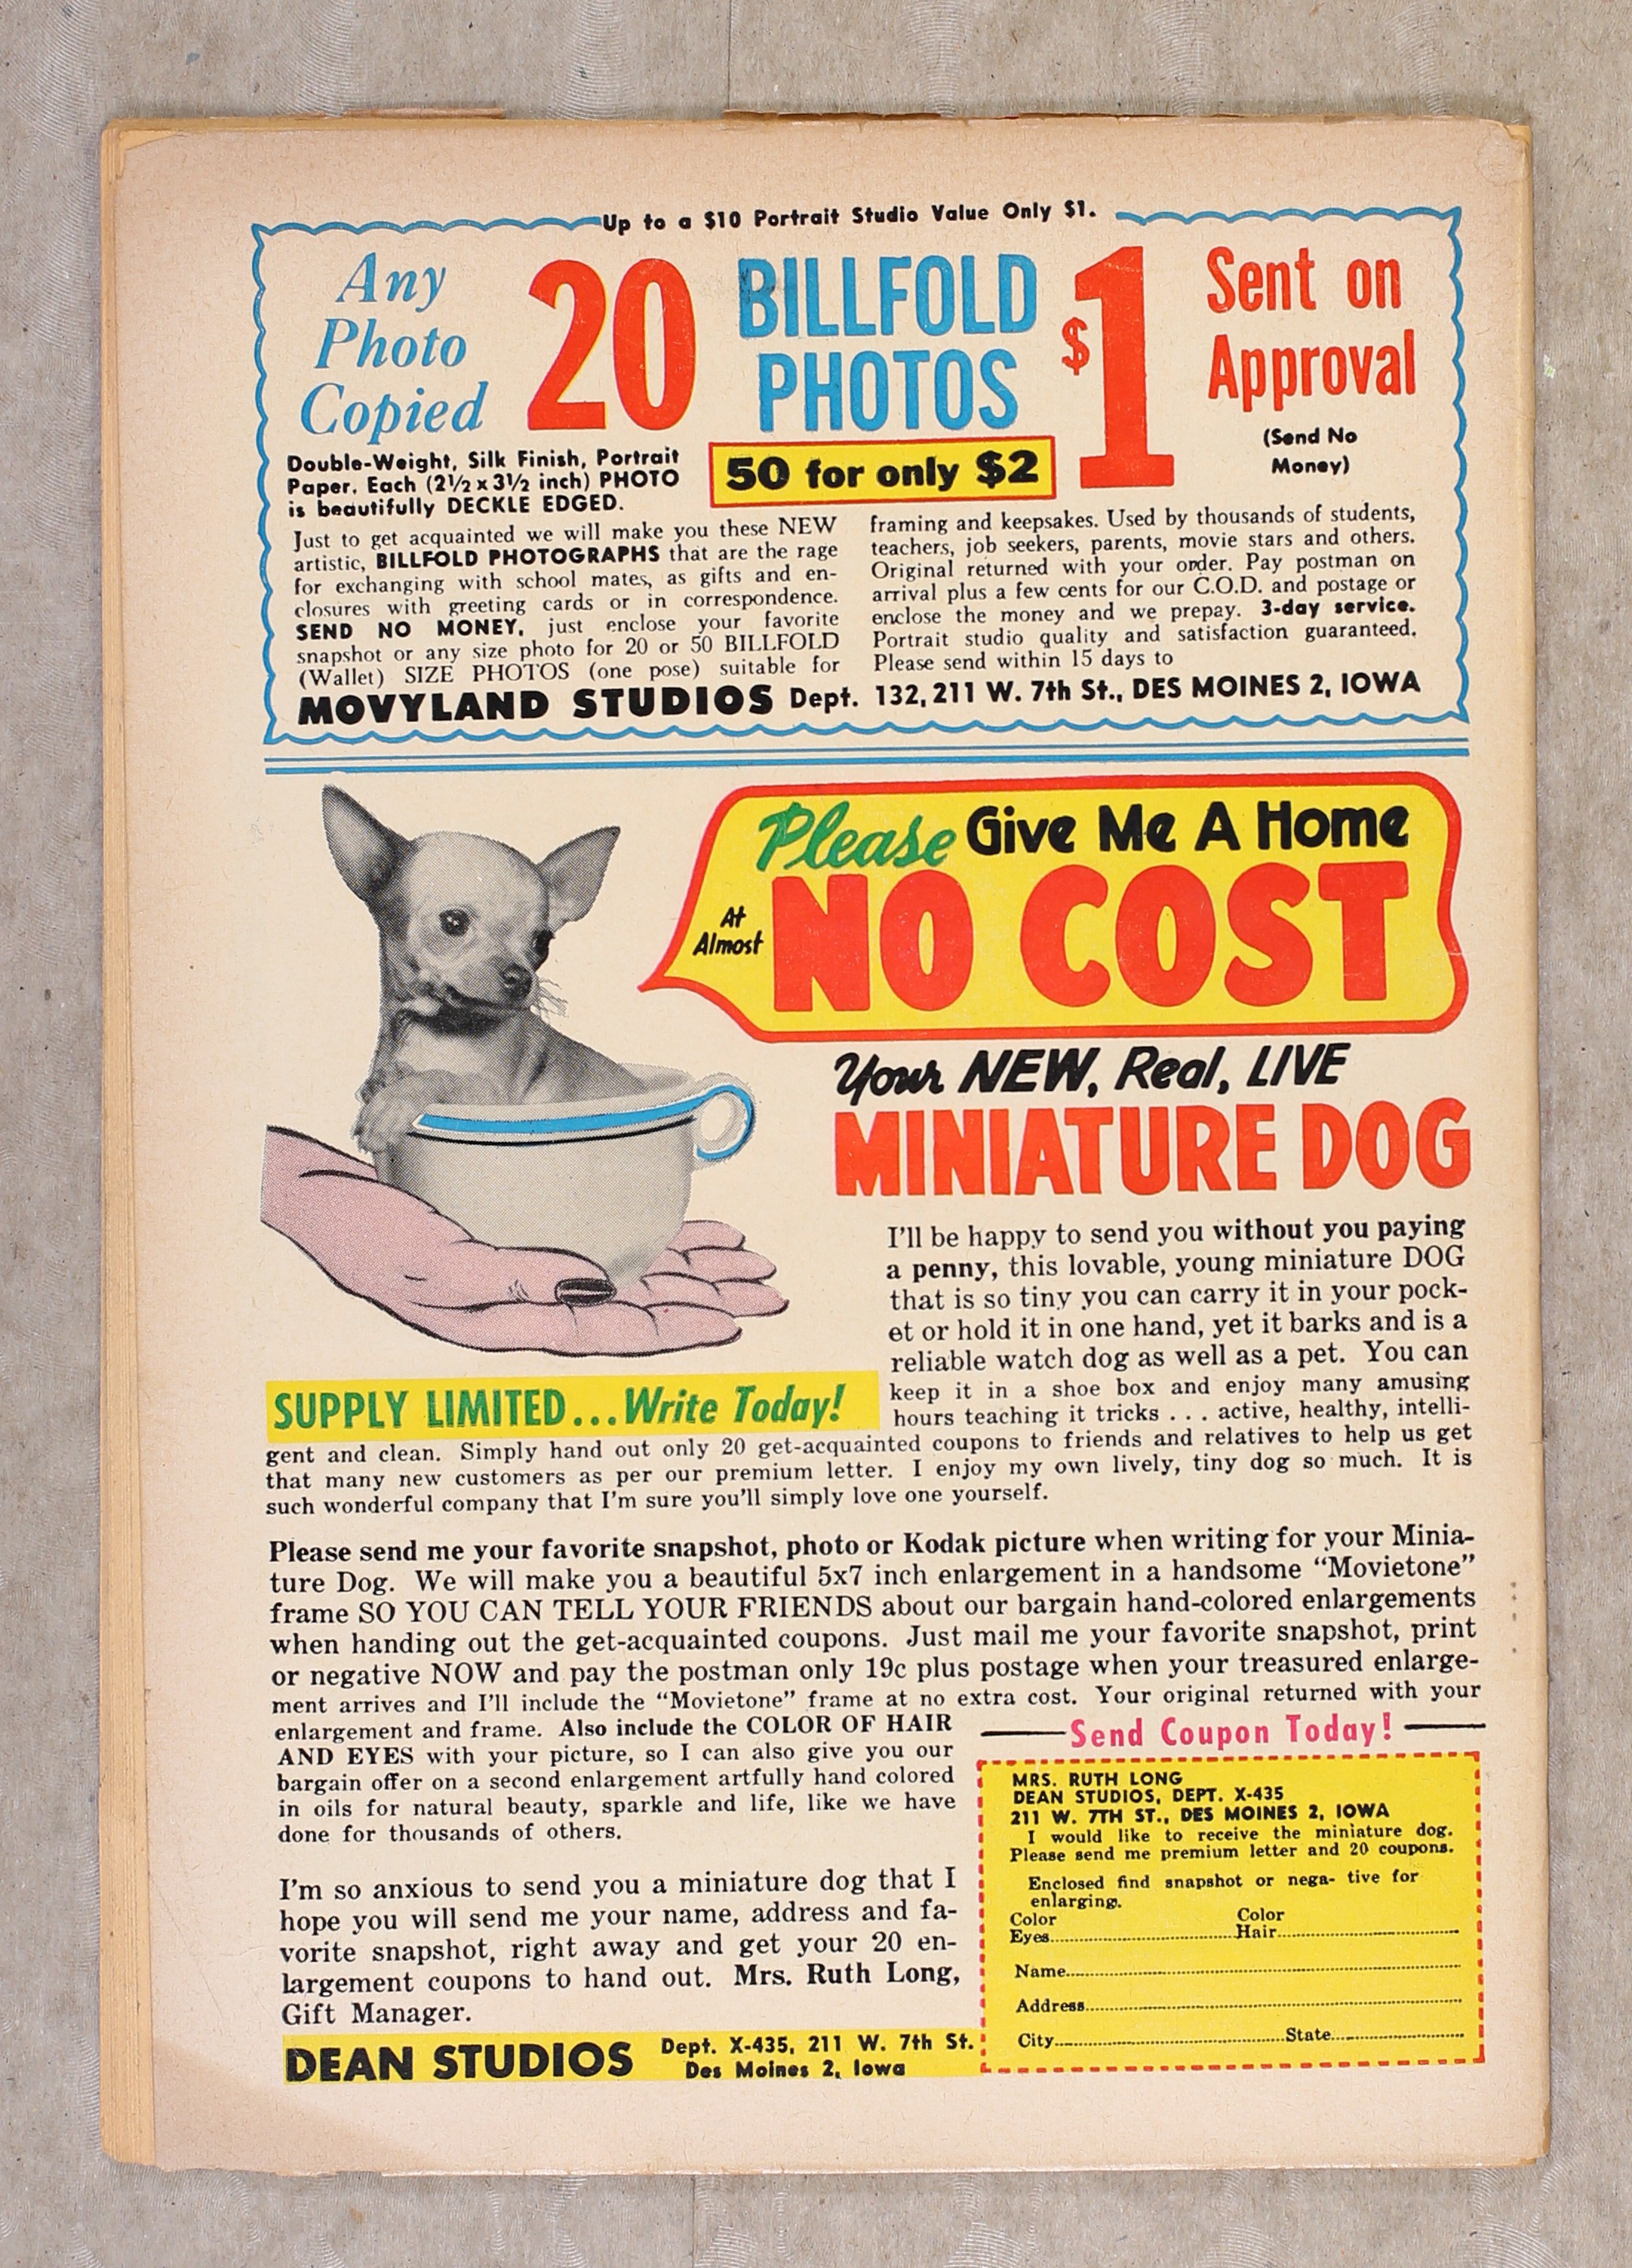 Up to a $10 Portrait Studio Value Only $1.
Any
Photo
Copied
20
BILLFOLD
PHOTOS
$1
Sent on
Approval
(Send No
Money)
50 for only $2
Double-Weight, Silk Finish, Portrait
Paper. Each (2½ x 3½ inch) PHOTO
is beautifully DECKLE EDGED.
Just to get acquainted we will make you these NEW
artistic, BILLFOLD PHOTOGRAPHS that are the rage
for exchanging with school mates, as gifts and en-
closures with greeting cards or in correspondence.
SEND NO MONEY, just enclose your favorite
snapshot or any size photo for 20 or 50 BILLFOLD
(Wallet) SIZE PHOTOS (one pose) suitable for
framing and keepsakes. Used by thousands of students,
teachers, job seekers, parents, movie stars and others.
Original returned with your order. Pay postman on
arrival plus a few cents for our C.O.D. and postage or
enclose the money and we prepay. 3-day service.
Portrait studio quality and satisfaction guaranteed.
Please send within 15 days to
MOVYLAND STUDIOS Dept. 132, 211 W. 7th St., DES MOINES 2, IOWA
Please Give Me A Home
At
Almost
NO COST
Your NEW, Real, LIVE
MINIATURE DOG
I'll be happy to send you without you paying
a penny, this lovable, young miniature DOG
that is so tiny you can carry it in your pock-
et or hold it in one hand, yet it barks and is a
reliable watch dog as well as a pet. You can
SUPPLY LIMITED...Write Today!
keep it in a shoe box and enjoy many amusing
hours teaching it tricks . . . active, healthy, intelli-
gent and clean. Simply hand out only 20 get-acquainted coupons to friends and relatives to help us get
that many new customers as per our premium letter. I enjoy my own lively, tiny dog so much. It is
such wonderful company that I'm sure you'll simply love one yourself.
Please send me your favorite snapshot, photo or Kodak picture when writing for your Minia-
ture Dog. We will make you a beautiful 5x7 inch enlargement in a handsome "Movietone"
frame SO YOU CAN TELL YOUR FRIENDS about our bargain hand-colored enlargements
when handing out the get-acquainted coupons. Just mail me your favorite snapshot, print
or negative NOW and pay the postman only 19c plus postage when your treasured enlarge-
ment arrives and I'll include the "Movietone" frame at no extra cost. Your original returned with your
enlargement and frame. Also include the COLOR OF HAIR
AND EYES with your picture, so I can also give you our
bargain offer on a second enlargement artfully hand colored
in oils for natural beauty, sparkle and life, like we have
done for thousands of others.
I'm so anxious to send you a miniature dog that I
hope you will send me your name, address and fa-
vorite snapshot, right away and get your 20 en-
largement coupons to hand out. Mrs. Ruth Long,
Gift Manager.
DEAN STUDIOS
Dept. X-435, 211 W. 7th St.
Des Moines 2, Iowa
Send Coupon Today!
MRS. RUTH LONG
DEAN STUDIOS, DEPT. X-435
211 W. 7TH ST., DES MOINES 2, IOWA
I would like to receive the miniature dog.
Please send me premium letter and 20 coupons.
Enclosed find snapshot or nega- tive for
enlarging.
Color Color
Eyes Hair
Name
Address
City State